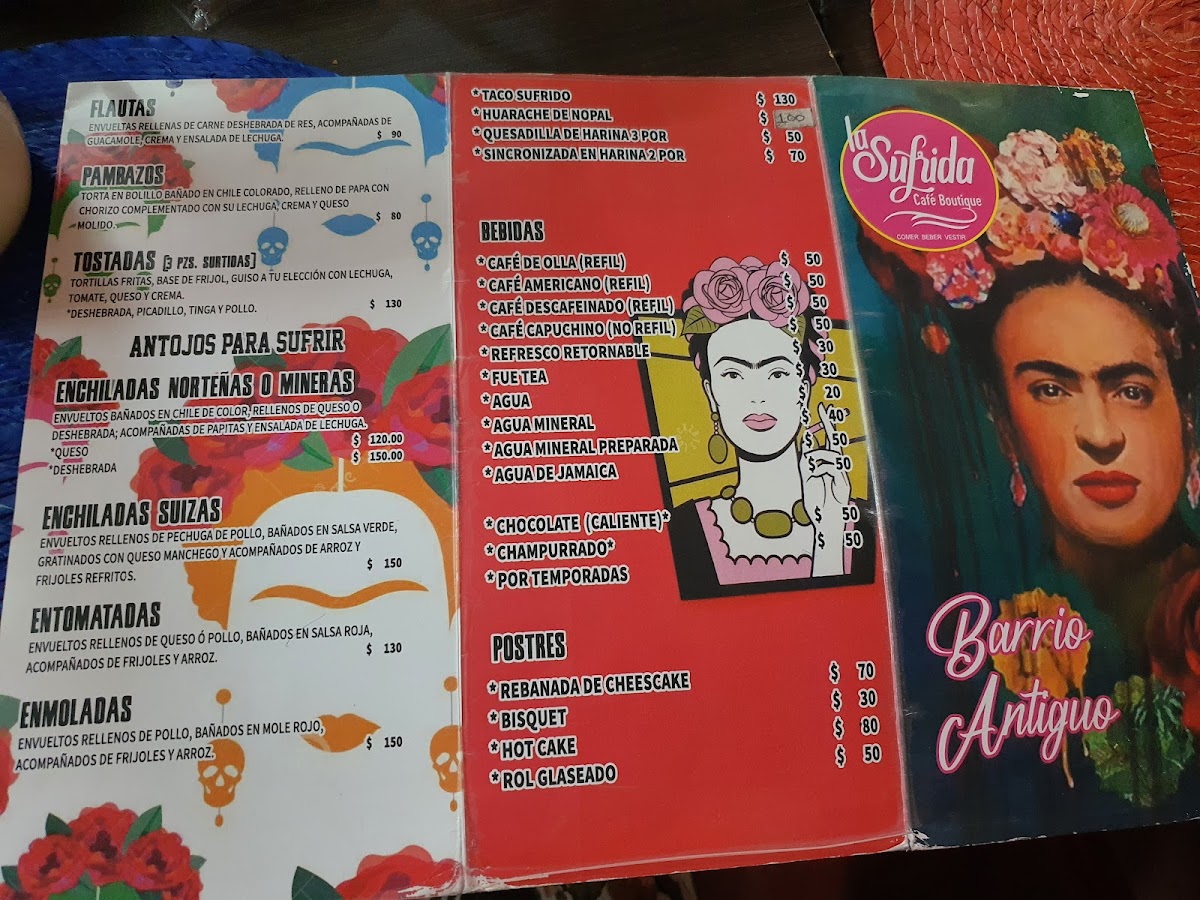 FLAUTAS
ENVUELTAS RELLENAS DE CARNE DESHEBRADA DE RES, ACOMPAÑADAS DE
GUACAMOLE, CREMA Y ENSALADA DE LECHUGA. $ 90
PAMBAZOS
TORTA EN BOLILLO BAÑADO EN CHILE COLORADO, RELLENO DE PAPA CON
CHORIZO COMPLEMENTADO CON SU LECHUGA, CREMA Y QUESO
MOLIDO. $ 80
TOSTADAS [3 PZS. SURTIDAS]
TORTILLAS FRITAS, BASE DE FRIJOL, GUISO A TU ELECCIÓN CON LECHUGA,
TOMATE, QUESO Y CREMA.
*DESHEBRADA, PICADILLO, TINGA Y POLLO. $ 130
ANTOJOS PARA SUFRIR
ENCHILADAS NORTEÑAS O MINERAS
ENVUELTOS BAÑADOS EN CHILE DE COLOR, RELLENOS DE QUESO O
DESHEBRADA; ACOMPAÑADAS DE PAPITAS Y ENSALADA DE LECHUGA.
*QUESO $ 120.00
*DESHEBRADA $ 150.00
ENCHILADAS SUIZAS
ENVUELTOS RELLENOS DE PECHUGA DE POLLO, BAÑADOS EN SALSA VERDE,
GRATINADOS CON QUESO MANCHEGO Y ACOMPAÑADOS DE ARROZ Y
FRIJOLES REFRITOS. $ 150
ENTOMATADAS
ENVUELTOS RELLENOS DE QUESO Ó POLLO, BAÑADOS EN SALSA ROJA,
ACOMPAÑADOS DE FRIJOLES Y ARROZ. $ 130
ENMOLADAS
ENVUELTOS RELLENOS DE POLLO, BAÑADOS EN MOLE ROJO,
ACOMPAÑADOS DE FRIJOLES Y ARROZ. $ 150
*TACO SUFRIDO $ 130
*HUARACHE DE NOPAL $ 100
*QUESADILLA DE HARINA 3 POR $ 50
*SINCRONIZADA EN HARINA 2 POR $ 70
BEBIDAS
*CAFÉ DE OLLA (REFIL) $ 50
*CAFÉ AMERICANO (REFIL) $ 50
*CAFÉ DESCAFEINADO (REFIL) $ 50
*CAFÉ CAPUCHINO (NO REFIL) $ 50
*REFRESCO RETORNABLE $ 30
*FUE TEA $ 30
*AGUA $ 20
*AGUA MINERAL $ 40
*AGUA MINERAL PREPARADA $ 50
*AGUA DE JAMAICA $ 50
*CHOCOLATE (CALIENTE)* $ 50
*CHAMPURRADO* $ 50
*POR TEMPORADAS
POSTRES
*REBANADA DE CHEESCAKE $ 70
*BISQUET $ 30
*HOT CAKE $ 80
*ROL GLASEADO $ 50
la Sufrida
Café Boutique
COMER BEBER VESTIR
Barrio
Antiguo